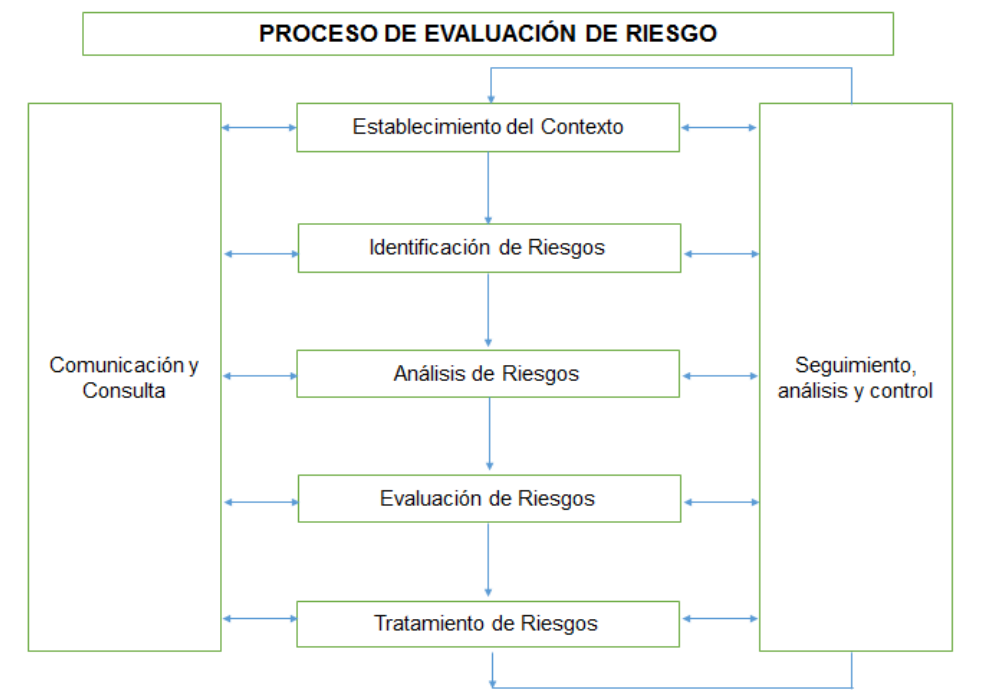 PROCESO DE EVALUACIÓN DE RIESGO
Establecimiento del Contexto
Identificación de Riesgos
Comunicación y
Consulta
Análisis de Riesgos
Seguimiento,
análisis y control
Evaluación de Riesgos
Tratamiento de Riesgos